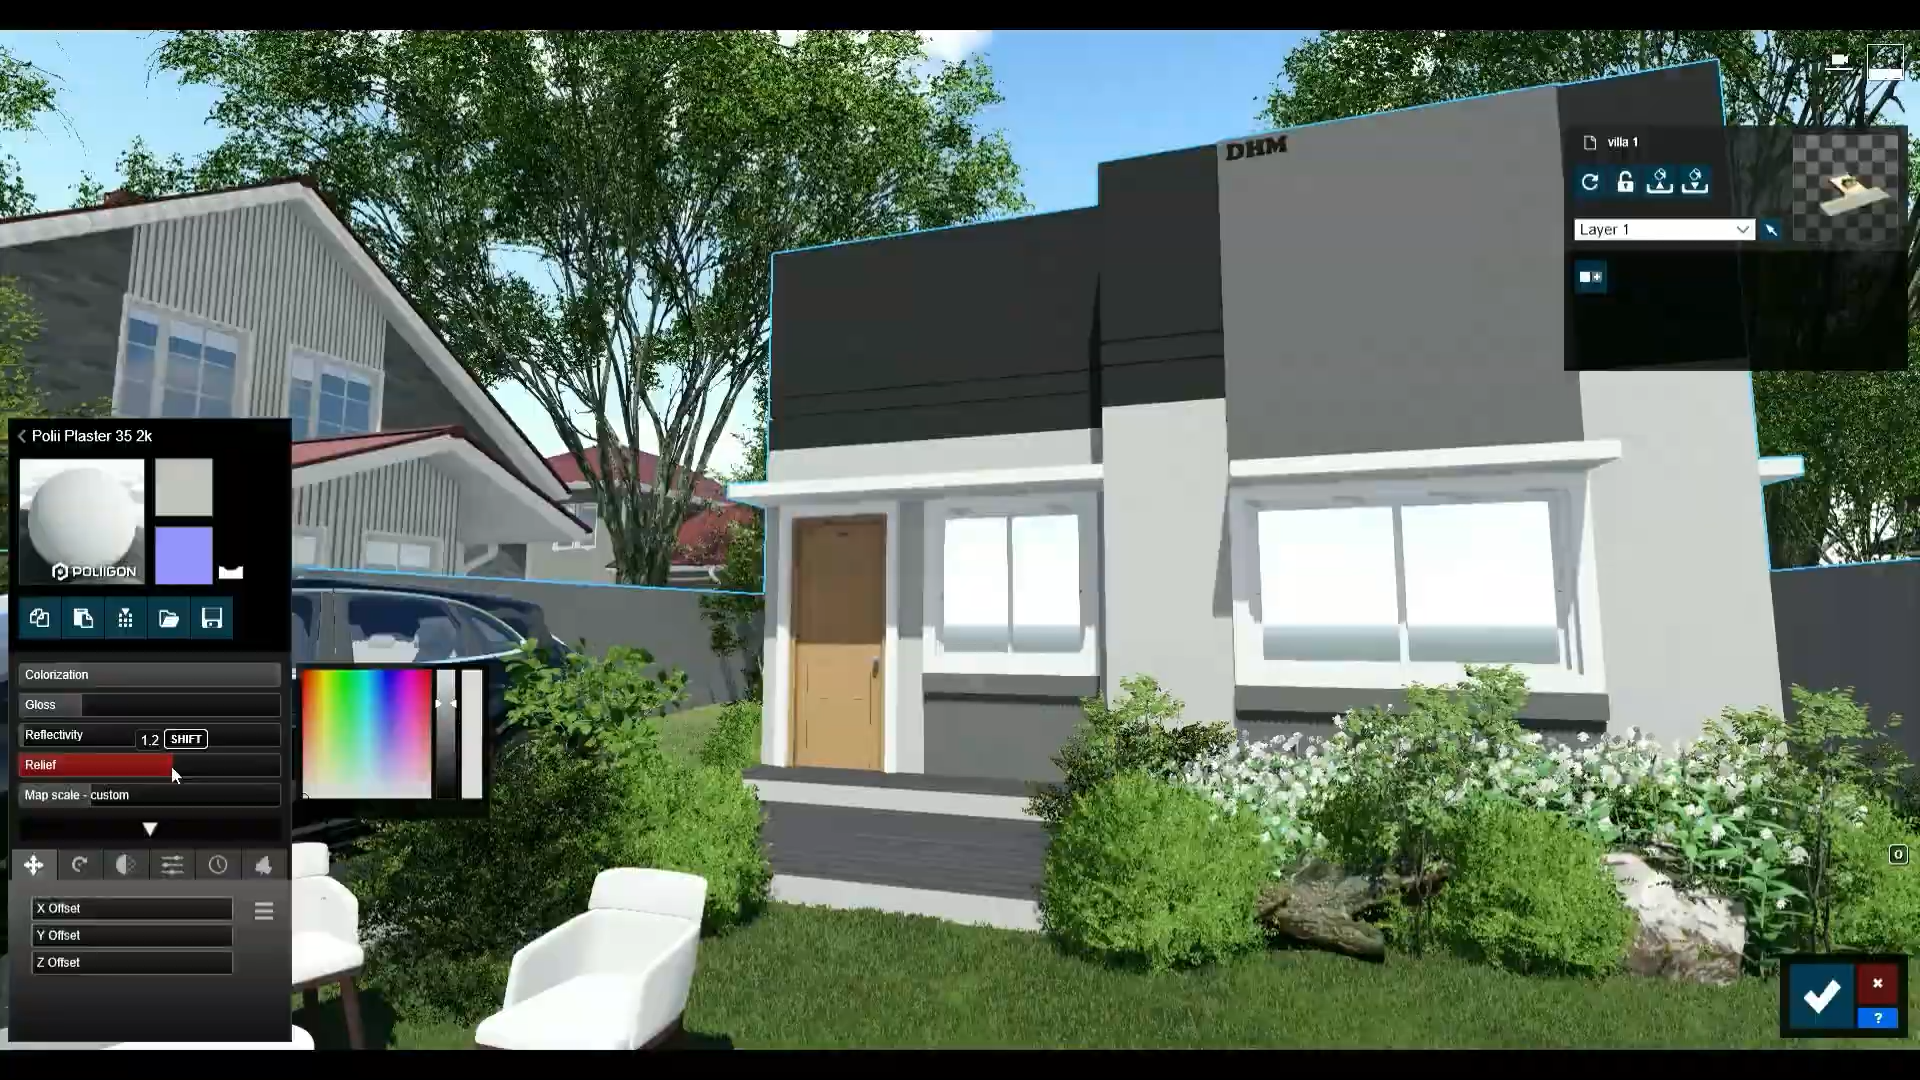 DHM
villa 1
Layer 1
Polii Plaster 35 2k
POLIIGON
Colorization
Gloss
Reflectivity
1.2 SHIFT
Relief
Map scale - custom
X Offset
Y Offset
Z Offset
O
?